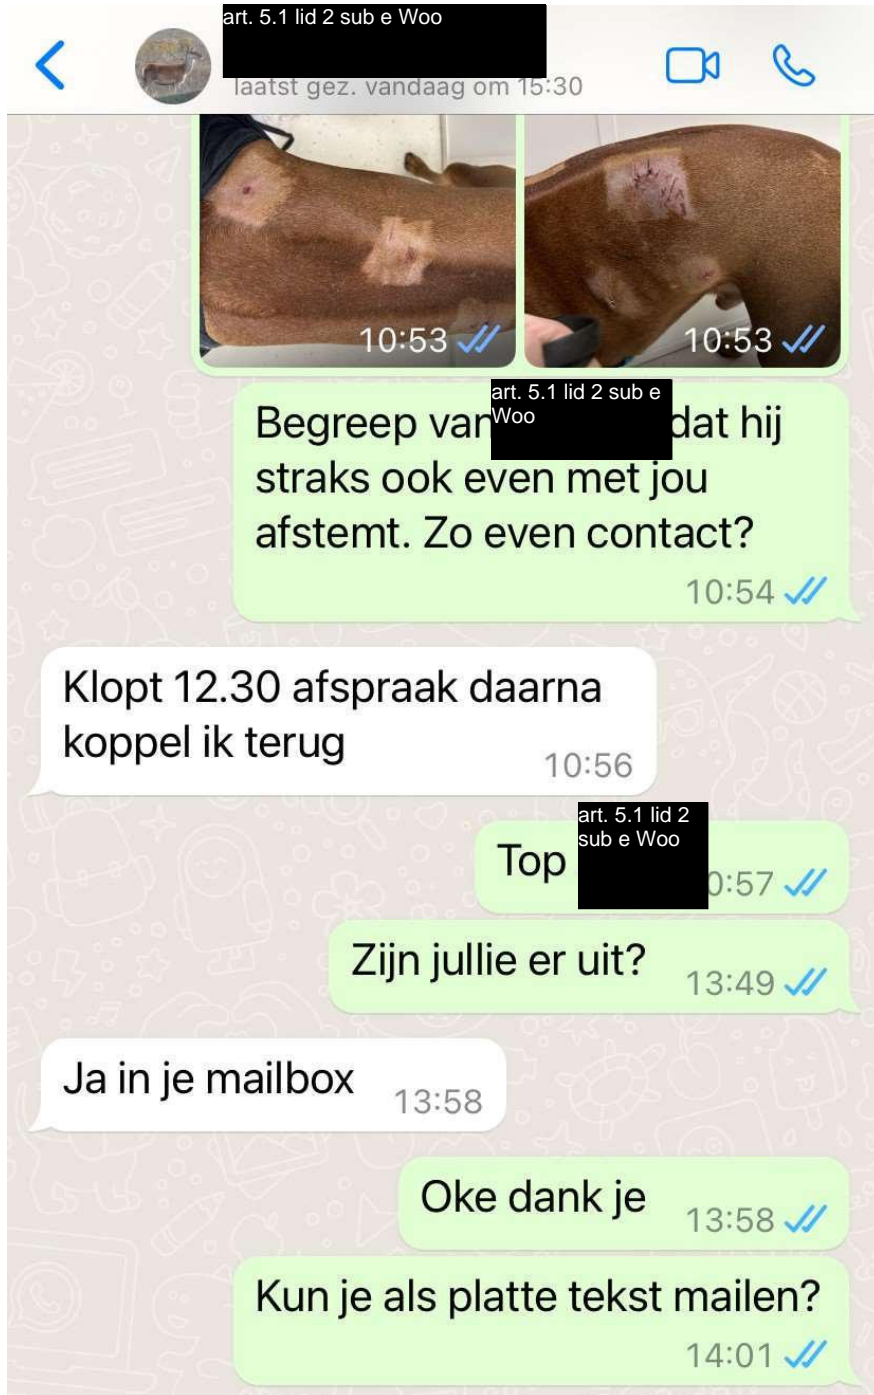 art. 5.1 lid 2 sub e Woo
laatst gez. vandaag om 15:30
10:53
10:53
Begreep van art. 5.1 lid 2 sub e Woo dat hij
straks ook even met jou
afstemt. Zo even contact?
10:54
Klopt 12.30 afspraak daarna
koppel ik terug
10:56
Top art. 5.1 lid 2
sub e Woo
0:57
Zijn jullie er uit?
13:49
Ja in je mailbox
13:58
Oke dank je
13:58
Kun je als platte tekst mailen?
14:01